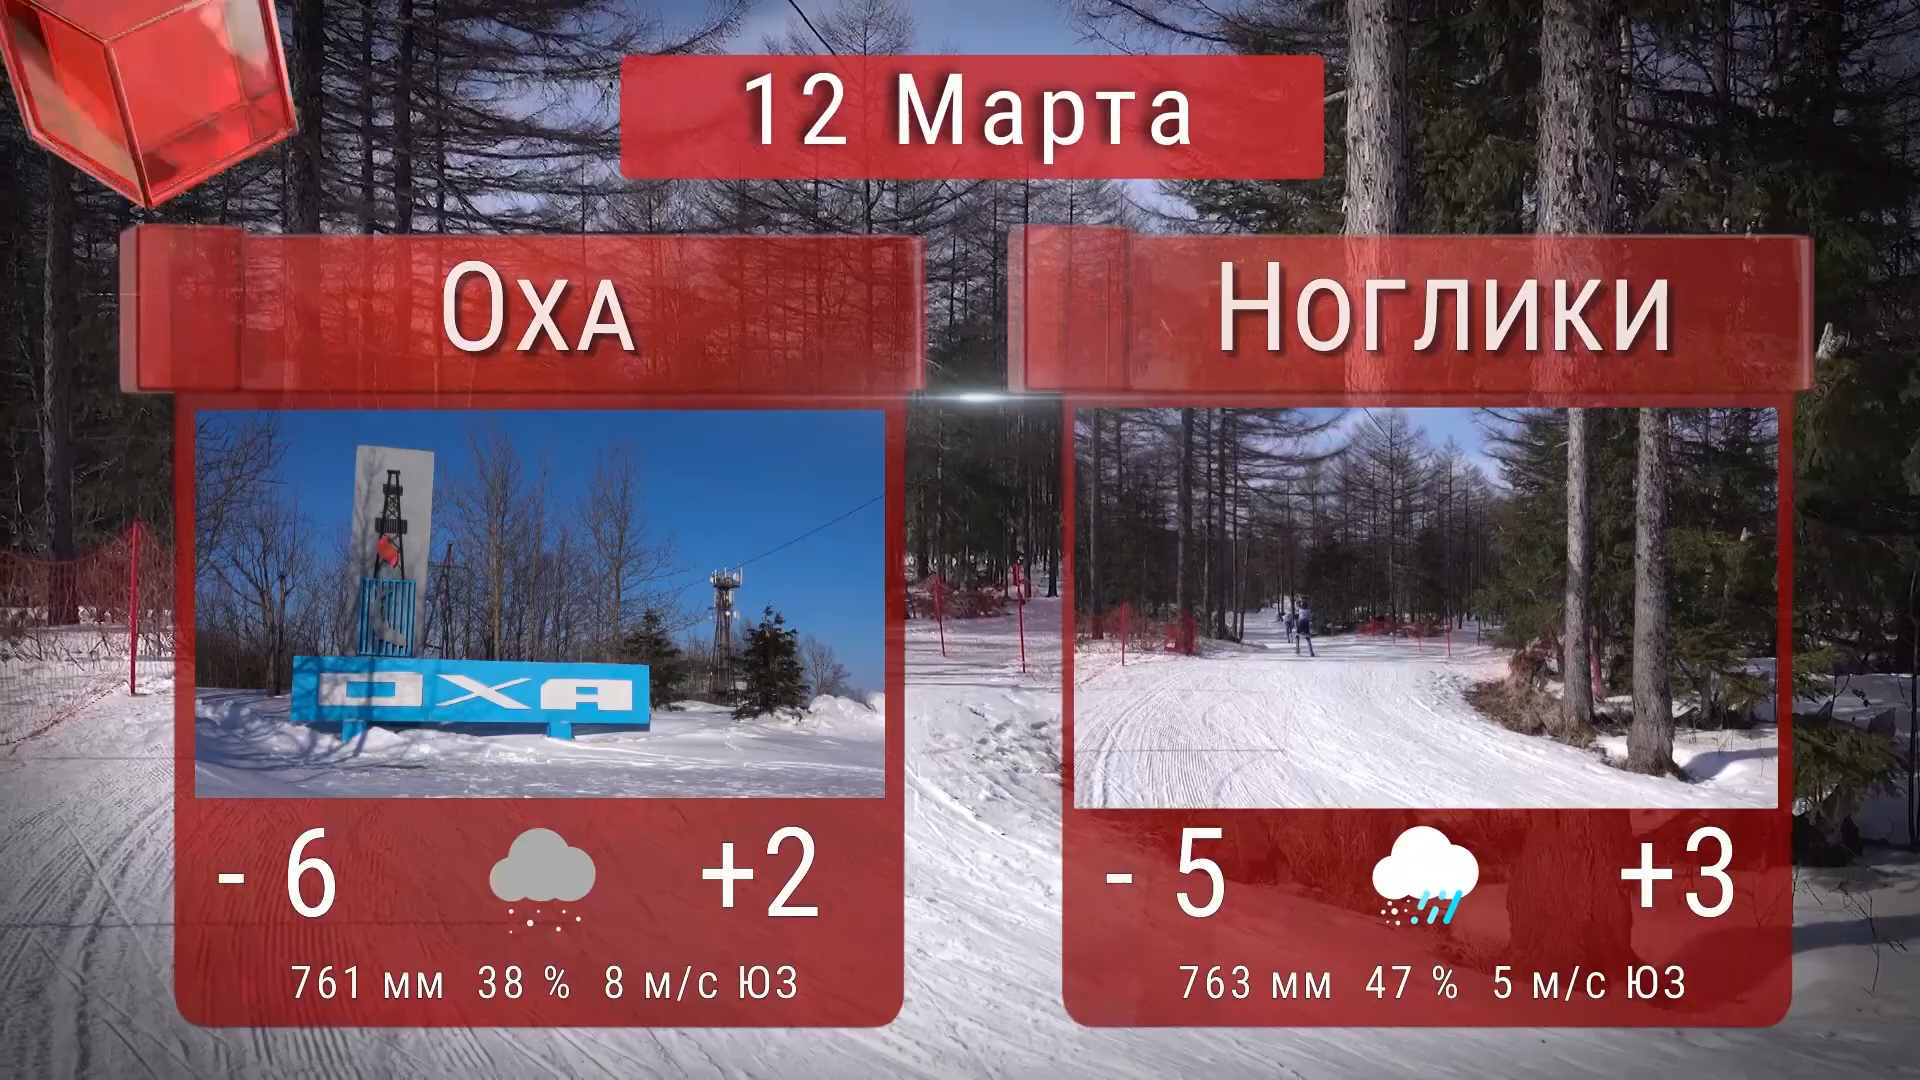 12 Марта
Оха
ОХА
- 6
+2
761 мм 38 % 8 м/с ЮЗ
Ноглики
- 5
+3
763 мм 47 % 5 м/с ЮЗ